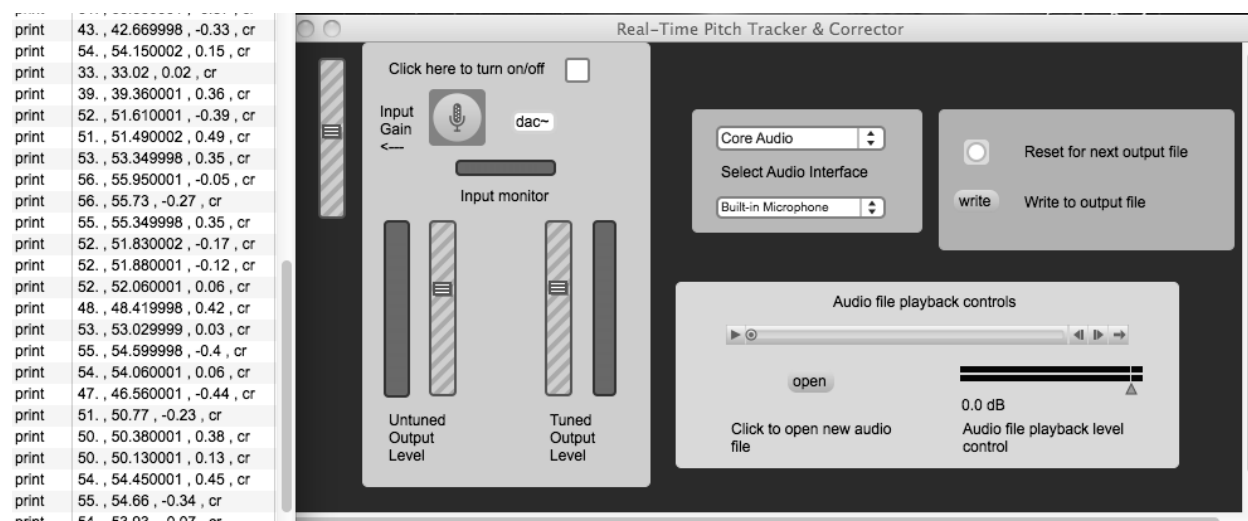 print 43. , 42.669998 , -0.33 , cr
print 54. , 54.150002 , 0.15 , cr
print 33. , 33.02 , 0.02 , cr
print 39. , 39.360001 , 0.36 , cr
print 52. , 51.610001 , -0.39 , cr
print 51. , 51.490002 , 0.49 , cr
print 53. , 53.349998 , 0.35 , cr
print 56. , 55.950001 , -0.05 , cr
print 56. , 55.73 , -0.27 , cr
print 55. , 55.349998 , 0.35 , cr
print 52. , 51.830002 , -0.17 , cr
print 52. , 51.880001 , -0.12 , cr
print 52. , 52.060001 , 0.06 , cr
print 48. , 48.419998 , 0.42 , cr
print 53. , 53.029999 , 0.03 , cr
print 55. , 54.599998 , -0.4 , cr
print 54. , 54.060001 , 0.06 , cr
print 47. , 46.560001 , -0.44 , cr
print 51. , 50.77 , -0.23 , cr
print 50. , 50.380001 , 0.38 , cr
print 50. , 50.130001 , 0.13 , cr
print 54. , 54.450001 , 0.45 , cr
print 55. , 54.66 , -0.34 , cr
print 54. , 53.93 , -0.07 , cr
Real-Time Pitch Tracker & Corrector
Click here to turn on/off
Input
Gain
<---
dac~
Input monitor
Untuned
Output
Level
Tuned
Output
Level
Core Audio
Select Audio Interface
Built-in Microphone
Reset for next output file
write
Write to output file
Audio file playback controls
open
Click to open new audio
file
0.0 dB
Audio file playback level
control